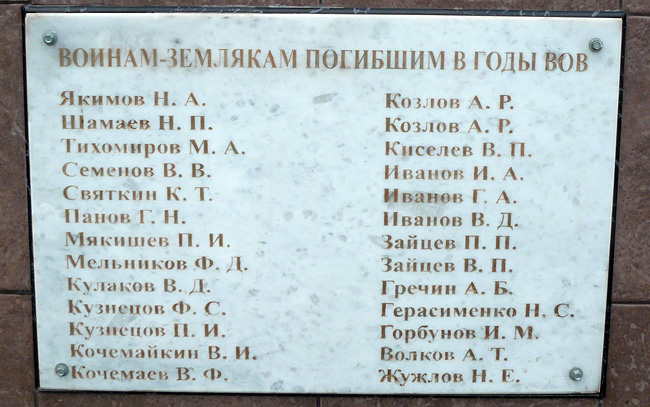 ВОИНАМ-ЗЕМЛЯКАМ ПОГИБШИМ В ГОДЫ ВОВ
Якимов Н. А.
Шамаев Н. П.
Тихомиров М. А.
Семенов В. В.
Святкин К. Т.
Панов Г. Н.
Мякишев П. И.
Мельников Ф. Д.
Кулаков В. Д.
Кузнецов Ф. С.
Кузнецов П. И.
Кочемайкин В. И.
Кочемаев В. Ф.
Козлов А. Р.
Козлов А. Р.
Киселев В. П.
Иванов И. А.
Иванов Г. А.
Иванов В. Д.
Зайцев П. П.
Зайцев В. П.
Гречин А. Б.
Герасименко Н. С.
Горбунов И. М.
Волков А. Т.
Жужлов Н. Е.